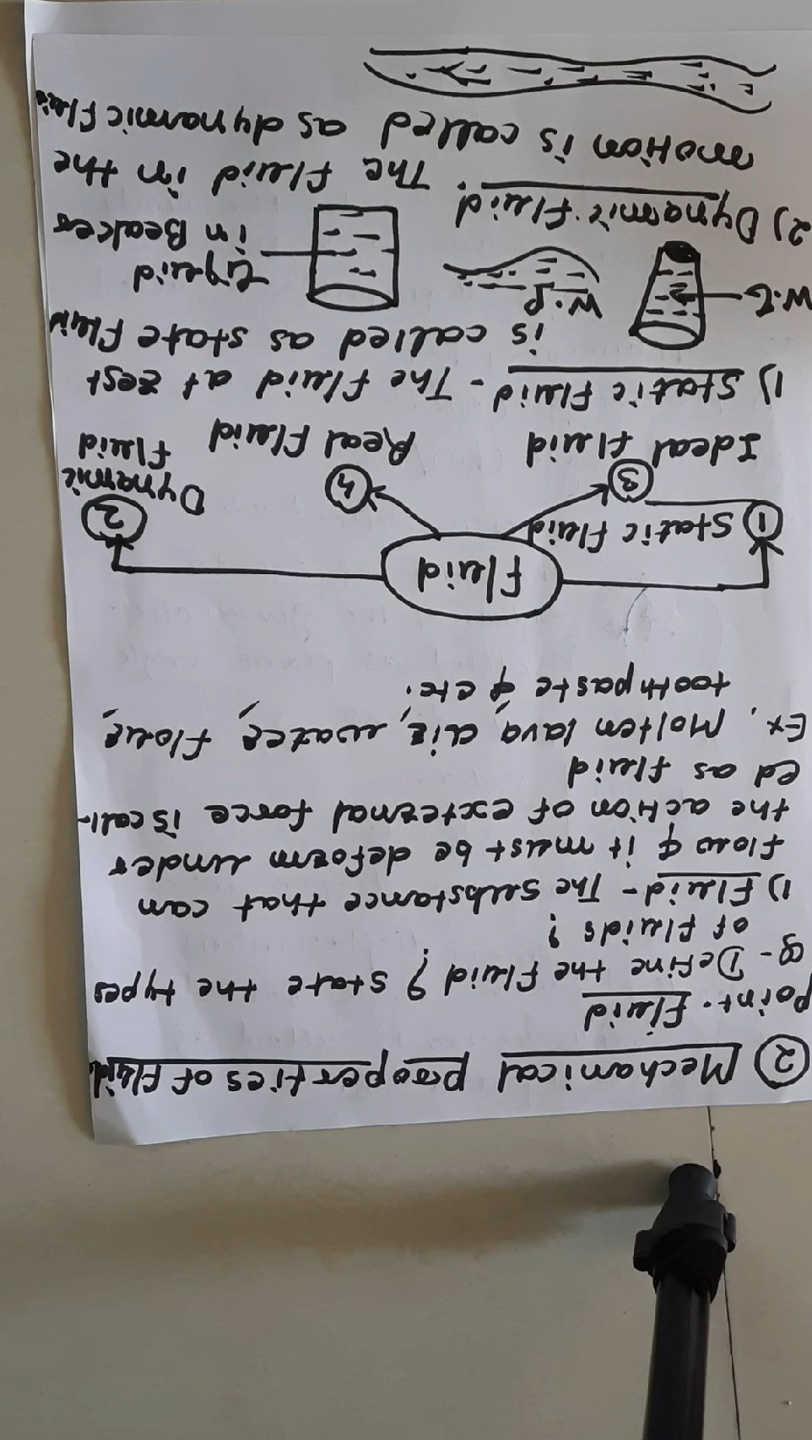 ② Mechanical properties of Fluid
point. Fluid
Q- Define the fluid? state the types
of fluids?
1) Fluid - The substance that can
flow & it must be deform under
the action of external force is call-
ed as fluid
Ex. Molten lava, air, water, flour,
toothpaste & etc.
Fluid
① Static fluid
② Dynamic fluid
③ Ideal fluid
④ Real Fluid
1) Static Fluid - The fluid at rest
is called as state fluid
W.G
W.P
Liquid
in Beaker
2) Dynamic fluid. The fluid in the
motion is called as dynamic fluid